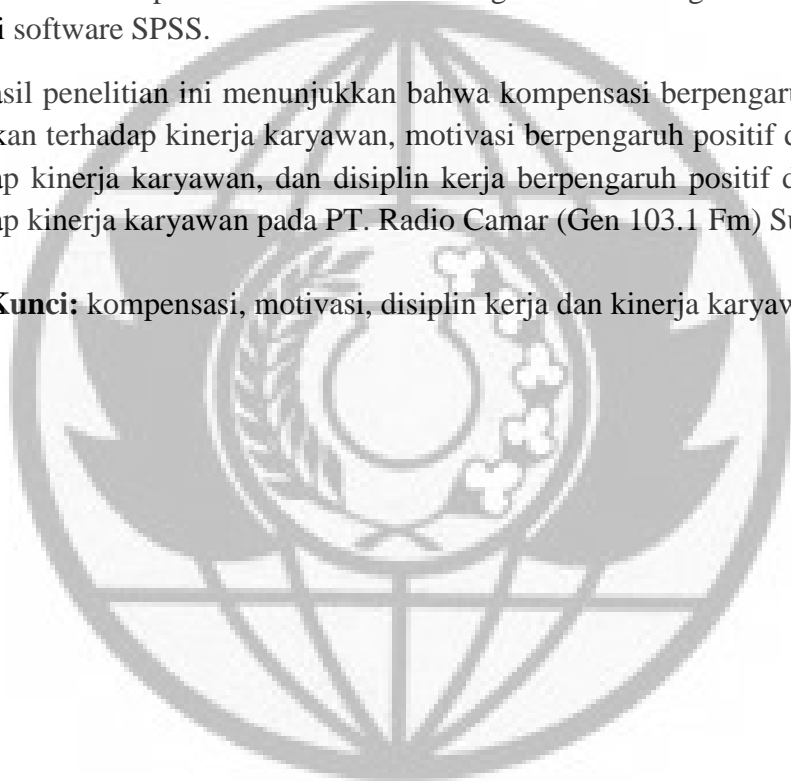 i software SPSS.
asil penelitian ini menunjukkan bahwa kompensasi berpengaru
kan terhadap kinerja karyawan, motivasi berpengaruh positif d
ap kinerja karyawan, dan disiplin kerja berpengaruh positif d
ap kinerja karyawan pada PT. Radio Camar (Gen 103.1 Fm) Su
Kunci: kompensasi, motivasi, disiplin kerja dan kinerja karyaw